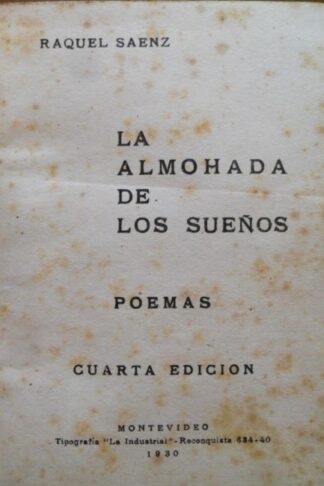 RAQUEL SAENZ
LA
ALMOHADA
DE
LOS SUEÑOS
POEMAS
CUARTA EDICION
MONTEVIDEO
Tipografía "La Industrial" - Reconquista 634-40
1930